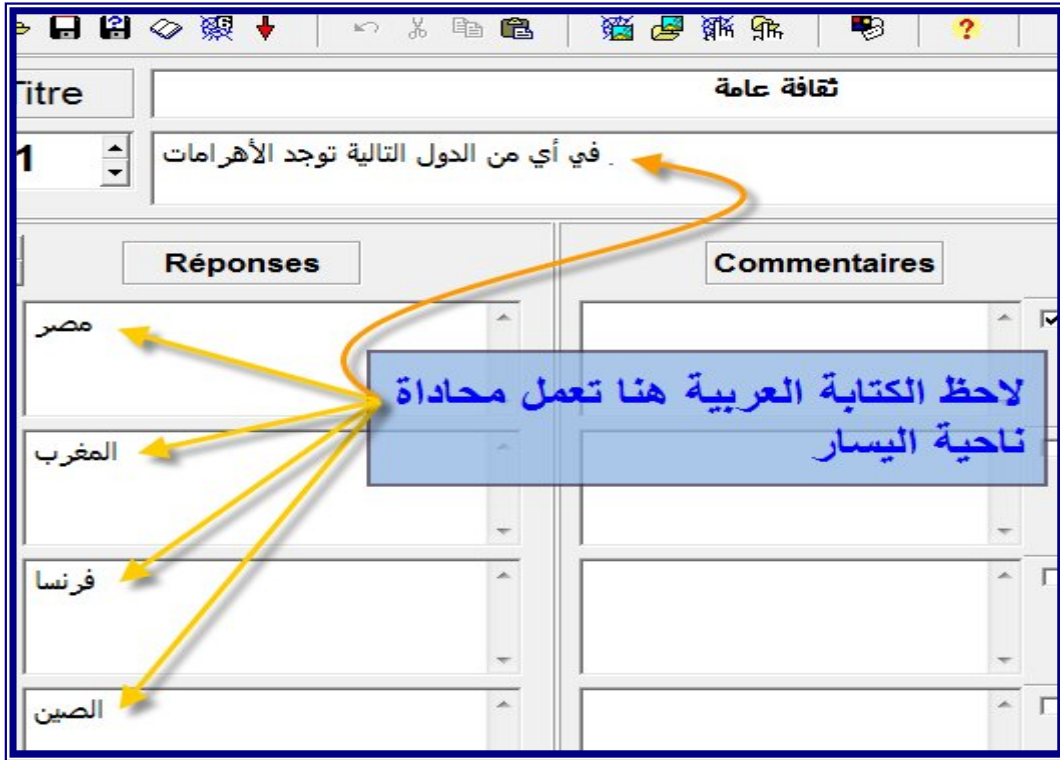 Titre
ثقافة عامة
1
في أي من الدول التالية توجد الأهرامات .
Réponses
Commentaires
مصر
لاحظ الكتابة العربية هنا تعمل محاداة
ناحية اليسار
المغرب
فرنسا
الصين